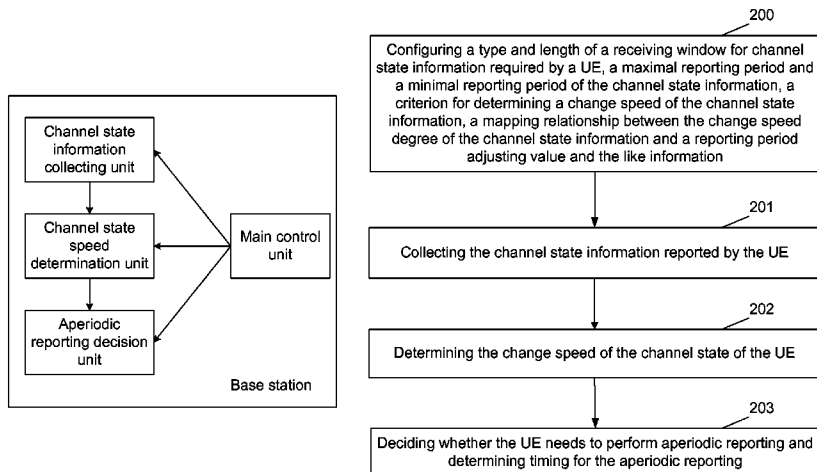 Channel state
information
collecting unit
Channel state
speed
determination unit
Main control
unit
Aperiodic
reporting decision
unit
Base station
200
Configuring a type and length of a receiving window for channel
state information required by a UE, a maximal reporting period and
a minimal reporting period of the channel state information, a
criterion for determining a change speed of the channel state
information, a mapping relationship between the change speed
degree of the channel state information and a reporting period
adjusting value and the like information
201
Collecting the channel state information reported by the UE
202
Determining the change speed of the channel state of the UE
203
Deciding whether the UE needs to perform aperiodic reporting and
determining timing for the aperiodic reporting